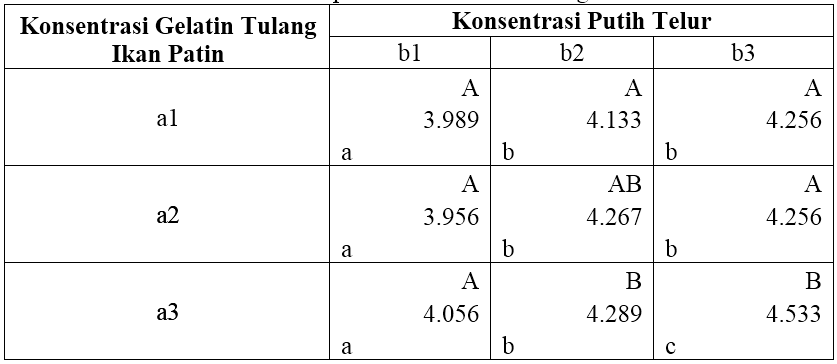 Konsentrasi Gelatin Tulang
Ikan Patin
Konsentrasi Putih Telur
b1
b2
b3
a1
A
3.989
a
A
4.133
b
A
4.256
b
a2
A
3.956
a
AB
4.267
b
A
4.256
b
a3
A
4.056
a
B
4.289
b
B
4.533
c